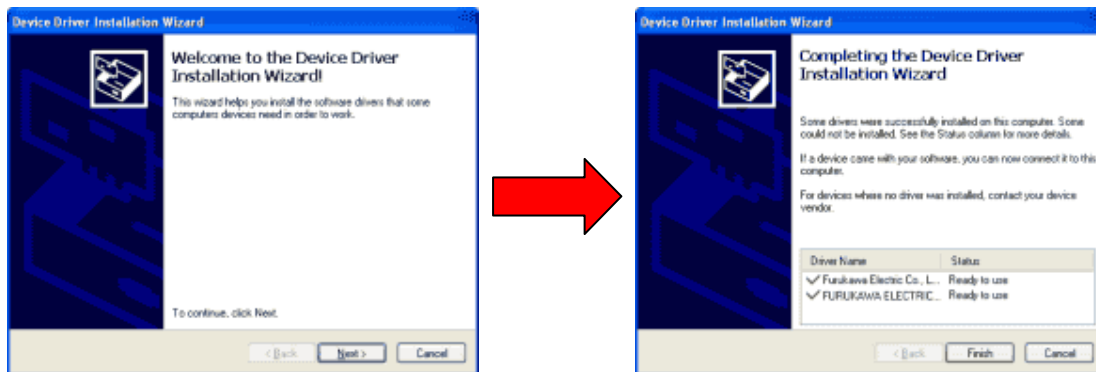 Device Driver Installation Wizard
Welcome to the Device Driver
Installation Wizard!
This wizard helps you install the software drivers that some
computers devices need in order to work.
To continue, click Next.
< Back
Next >
Cancel
Device Driver Installation Wizard
Completing the Device Driver
Installation Wizard
Some drivers were successfully installed on this computer. Some
could not be installed. See the Status column for more details.
If a device came with your software, you can now connect it to this
computer.
For devices where no driver was installed, contact your device
vendor.
Driver Name Status
Furukawa Electric Co., L... Ready to use
FURUKAWA ELECTRIC... Ready to use
< Back
Finish
Cancel